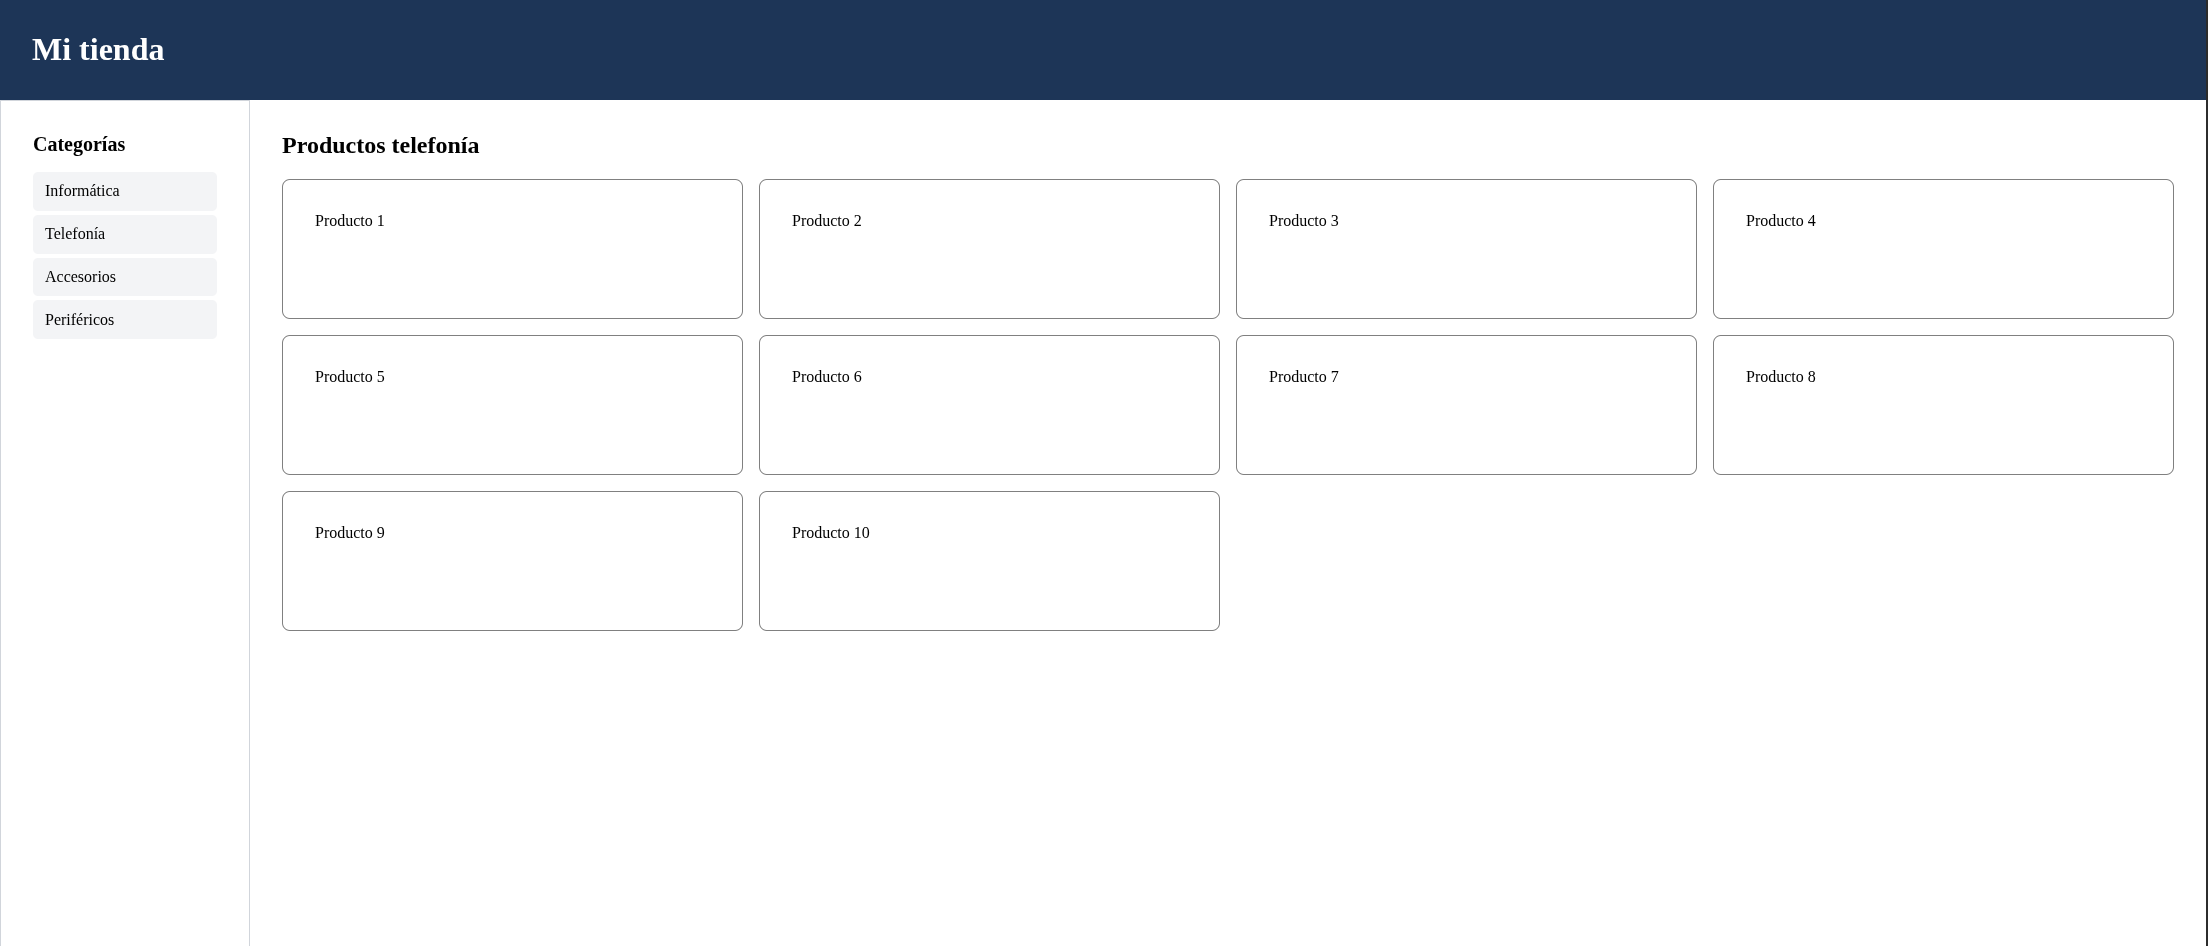 Mi tienda
Categorías
Informática
Telefonía
Accesorios
Periféricos
Productos telefonía
Producto 1
Producto 2
Producto 3
Producto 4
Producto 5
Producto 6
Producto 7
Producto 8
Producto 9
Producto 10